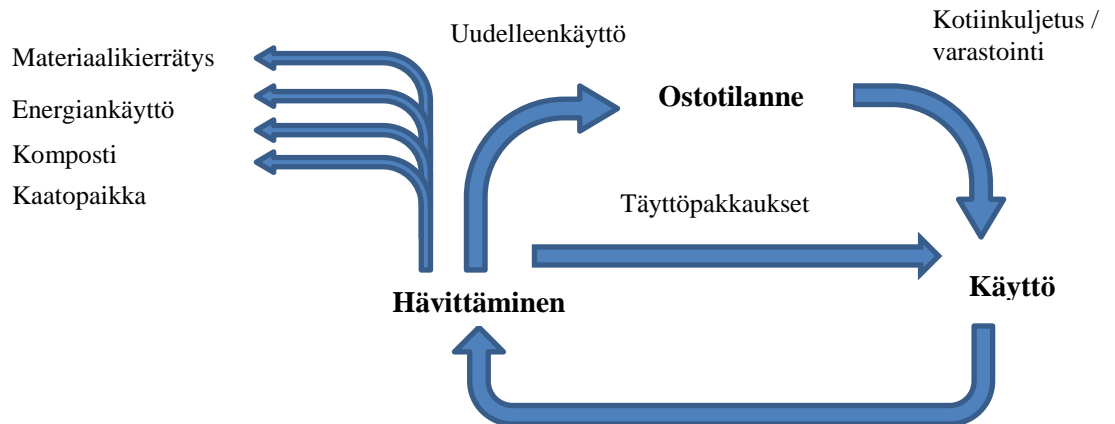 Uudelleenkäyttö
Kotiinkuljetus /
varastointi
Materiaalikierrätys
Energiankäyttö
Komposti
Kaatopaikka
Ostotilanne
Täyttöpakkaukset
Hävittäminen
Käyttö